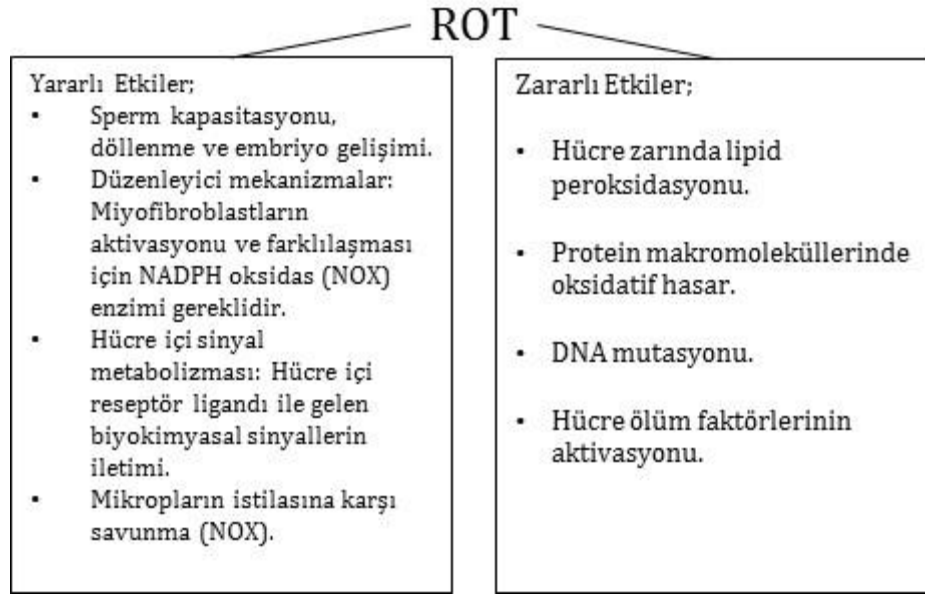 ROT
Yararlı Etkiler;
• Sperm kapasitasyonu,
döllenme ve embriyo gelişimi.
• Düzenleyici mekanizmalar:
Miyofibroblastların
aktivasyonu ve farklılaşması
için NADPH oksidas (NOX)
enzimi gereklidir.
• Hücre içi sinyal
metabolizması: Hücre içi
reseptör ligandı ile gelen
biyokimyasal sinyallerin
iletimi.
• Mikropların istilasına karşı
savunma (NOX).
Zararlı Etkiler;
• Hücre zarında lipid
peroksidasyonu.
• Protein makromoleküllerinde
oksidatif hasar.
• DNA mutasyonu.
• Hücre ölüm faktörlerinin
aktivasyonu.